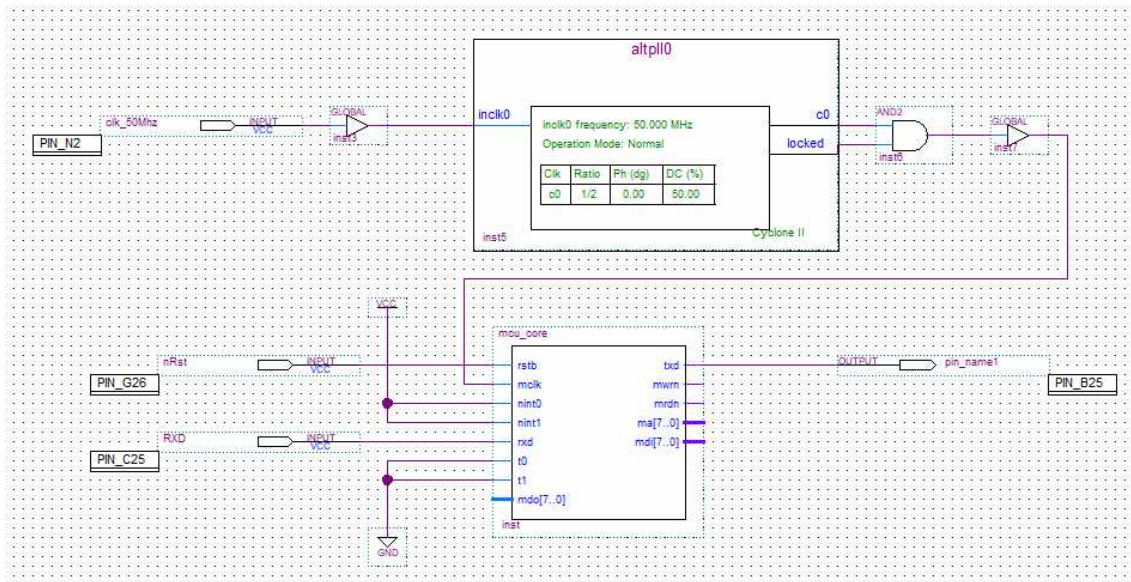 altpll0
inclk0
c0
locked
inclk0 frequency: 50.000 MHz
Operation Mode: Normal
Clk Ratio Ph (dg) DC (%)
c0 1/2 0.00 50.00
Cyclone II
inst5
clk_50Mhz
INPUT
VCC
PIN_N2
GLOBAL
inst3
AND2
inst6
GLOBAL
inst7
VCC
mcu_core
nRst
INPUT
VCC
PIN_G26
RXD
INPUT
VCC
PIN_C25
rstb
mclk
nint0
nint1
rxd
t0
t1
mdo[7..0]
txd
mwrn
mrdn
ma[7..0]
mdi[7..0]
inst
OUTPUT
pin_name1
PIN_B25
GND